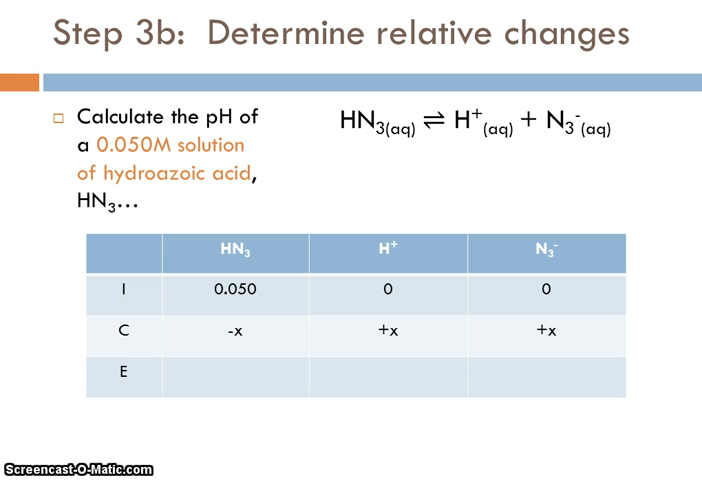 Step 3b: Determine relative changes
Calculate the pH of
a 0.050M solution
of hydroazoic acid,
HN₃...
HN₃(aq) ⇌ H⁺(aq) + N₃⁻(aq)
HN₃ H⁺ N₃⁻
I 0.050 0 0
C -x +x +x
E
Screencast-O-Matic.com